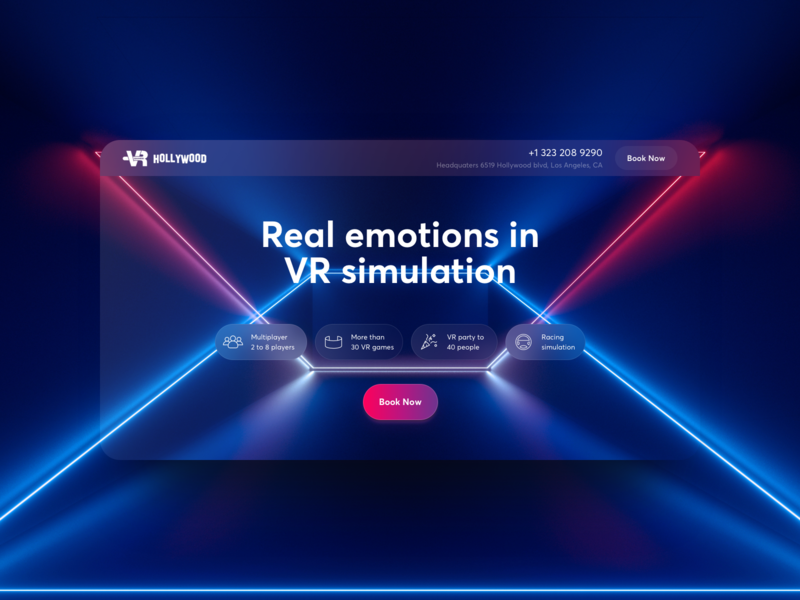 VR HOLLYWOOD
+1 323 208 9290
Headquaters 6519 Hollywood blvd, Los Angeles, CA
Book Now
Real emotions in
VR simulation
Multiplayer
2 to 8 players
More than
30 VR games
VR party to
40 people
Racing
simulation
Book Now